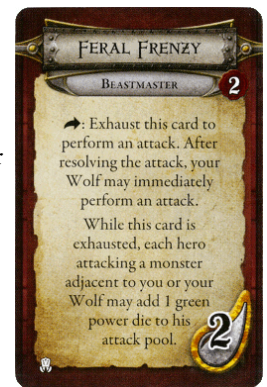 FERAL FRENZY
BEASTMASTER
2
: Exhaust this card to
perform an attack. After
resolving the attack, your
Wolf may immediately
perform an attack.
While this card is
exhausted, each hero
attacking a monster
adjacent to you or your
Wolf may add 1 green
power die to his
attack pool.
2